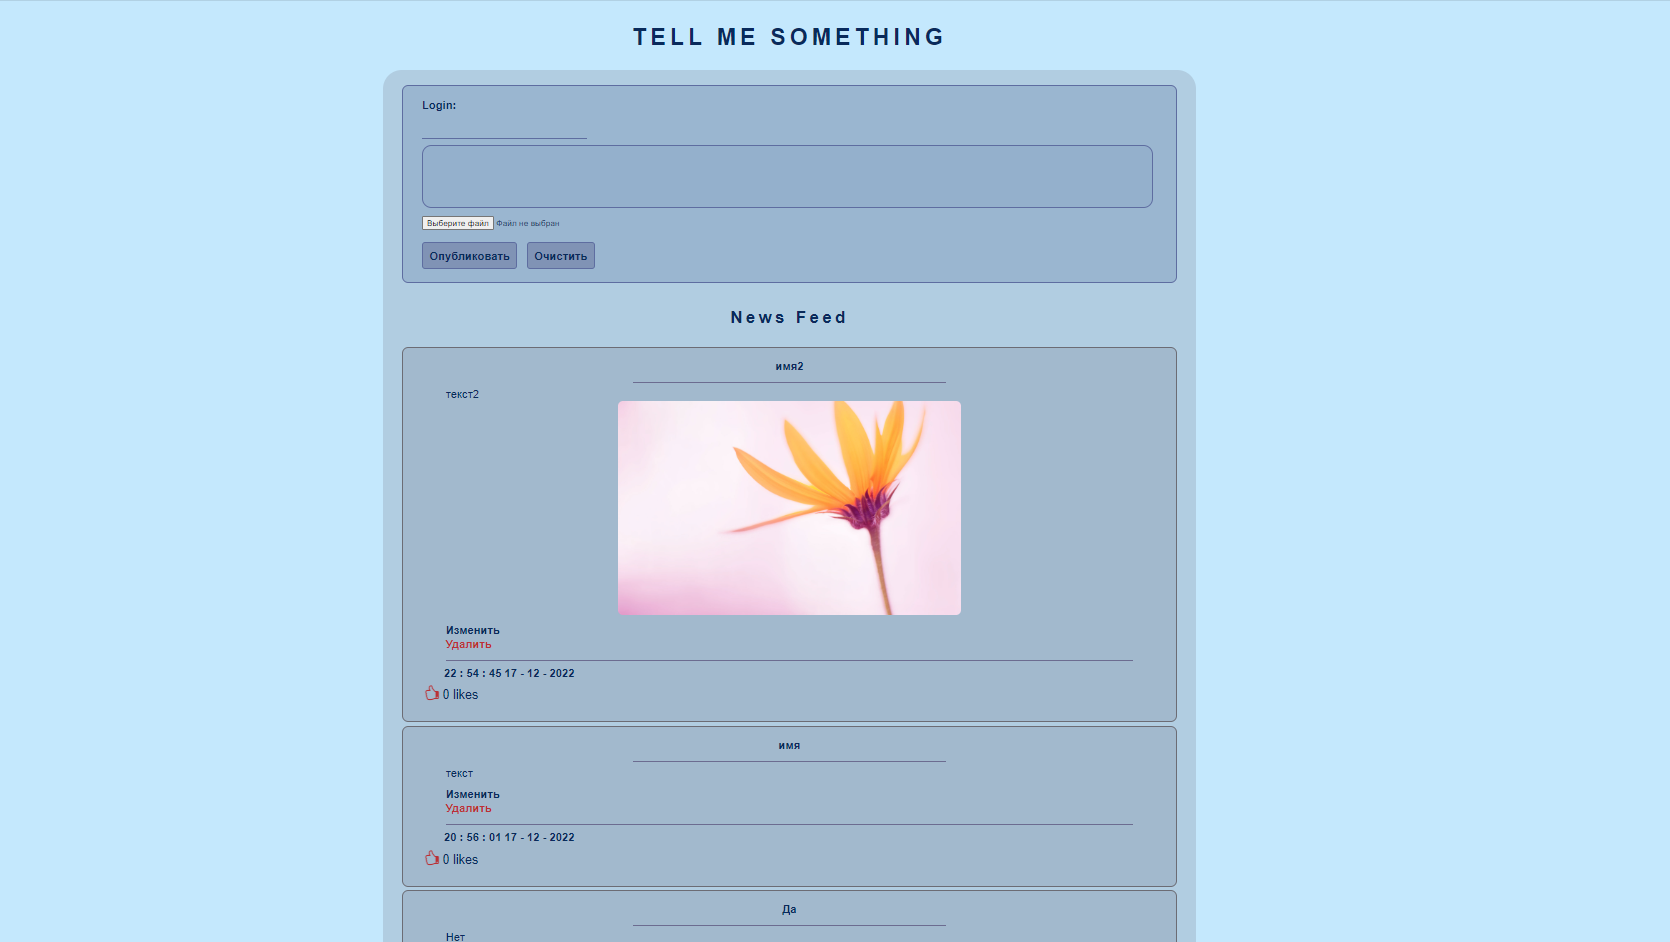 TELL ME SOMETHING
Login:
Выберите файл Файл не выбран
Опубликовать Очистить
News Feed
имя2
текст2
Изменить
Удалить
22 : 54 : 45 17 - 12 - 2022
0 likes
имя
текст
Изменить
Удалить
20 : 56 : 01 17 - 12 - 2022
0 likes
Да
Нет